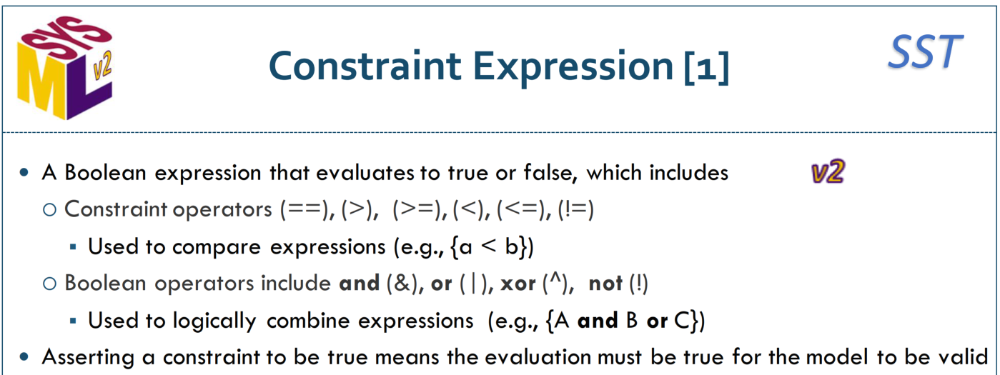 SYS
ML v2
Constraint Expression [1]
SST
• A Boolean expression that evaluates to true or false, which includes
v2
○ Constraint operators (==), (>), (>=), (<), (<=), (!=)
▪ Used to compare expressions (e.g., {a < b})
○ Boolean operators include and (&), or (|), xor (^), not (!)
▪ Used to logically combine expressions (e.g., {A and B or C})
• Asserting a constraint to be true means the evaluation must be true for the model to be valid